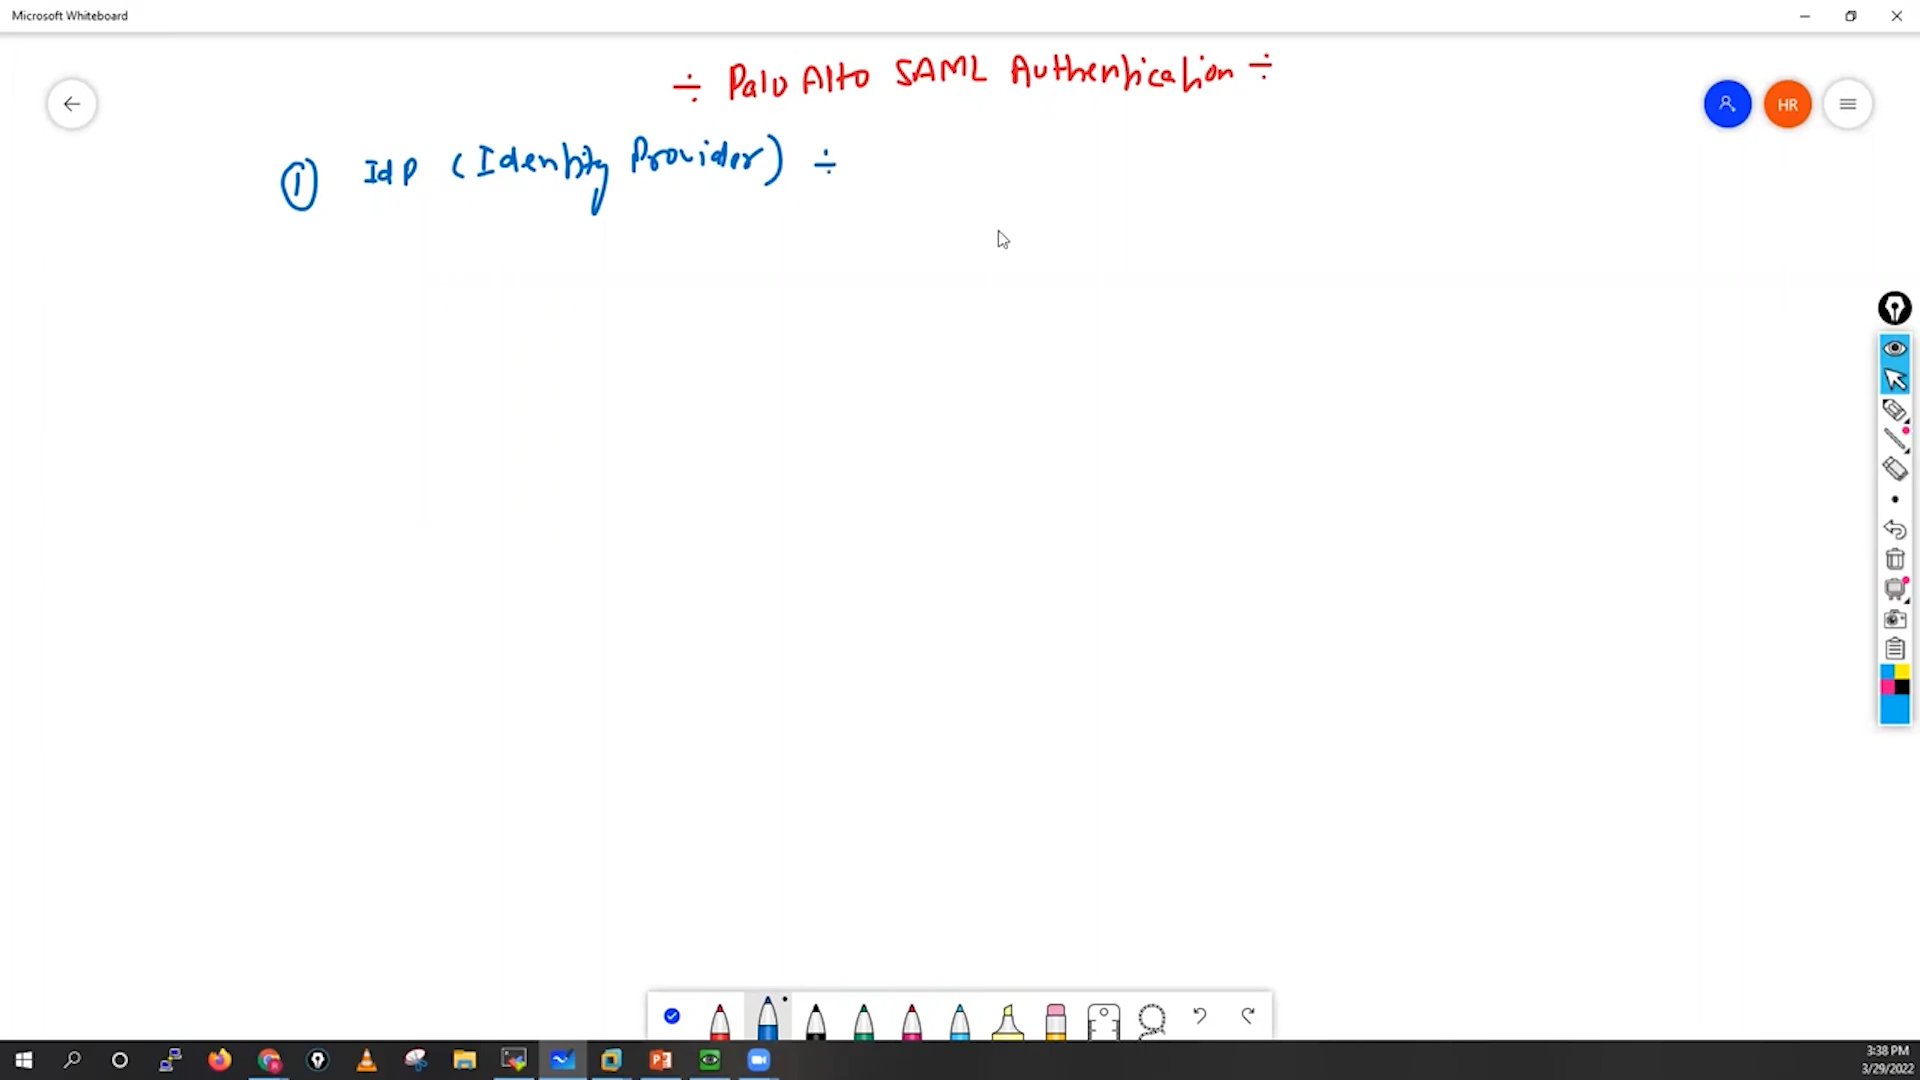 Microsoft Whiteboard
÷ Palo Alto SAML Authentication ÷
HR
① IdP (Identity Provider) ÷
3:38 PM
3/29/2022